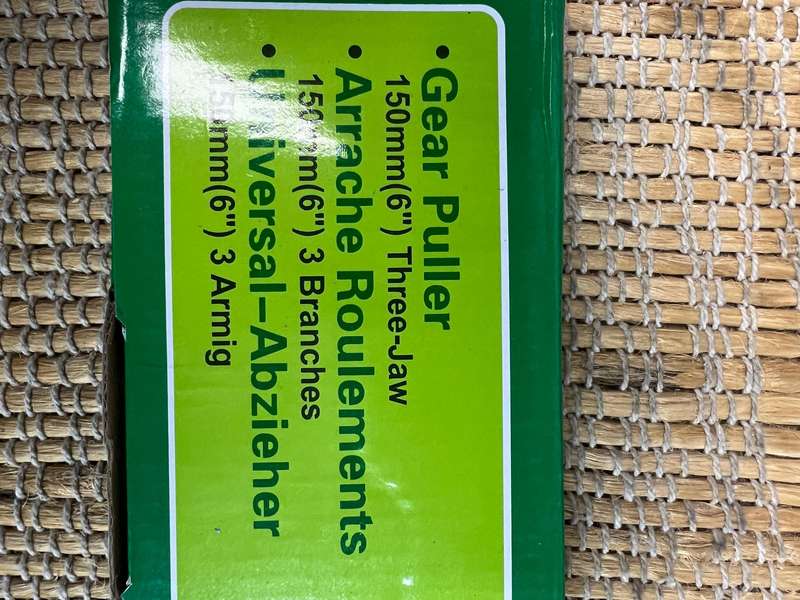 • Gear Puller
150mm(6") Three-Jaw
• Arrache Roulements
150mm(6") 3 Branches
• Universal-Abzieher
150mm(6") 3 Armig